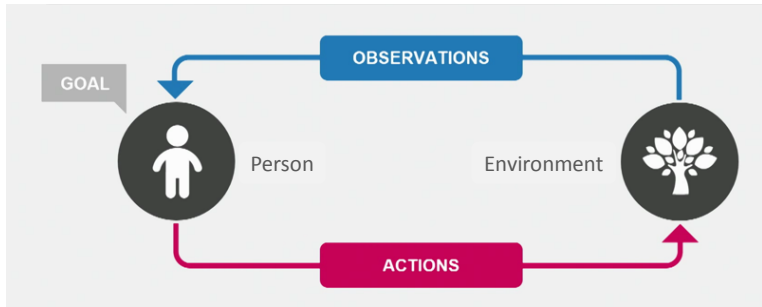 OBSERVATIONS
GOAL
Person
Environment
ACTIONS